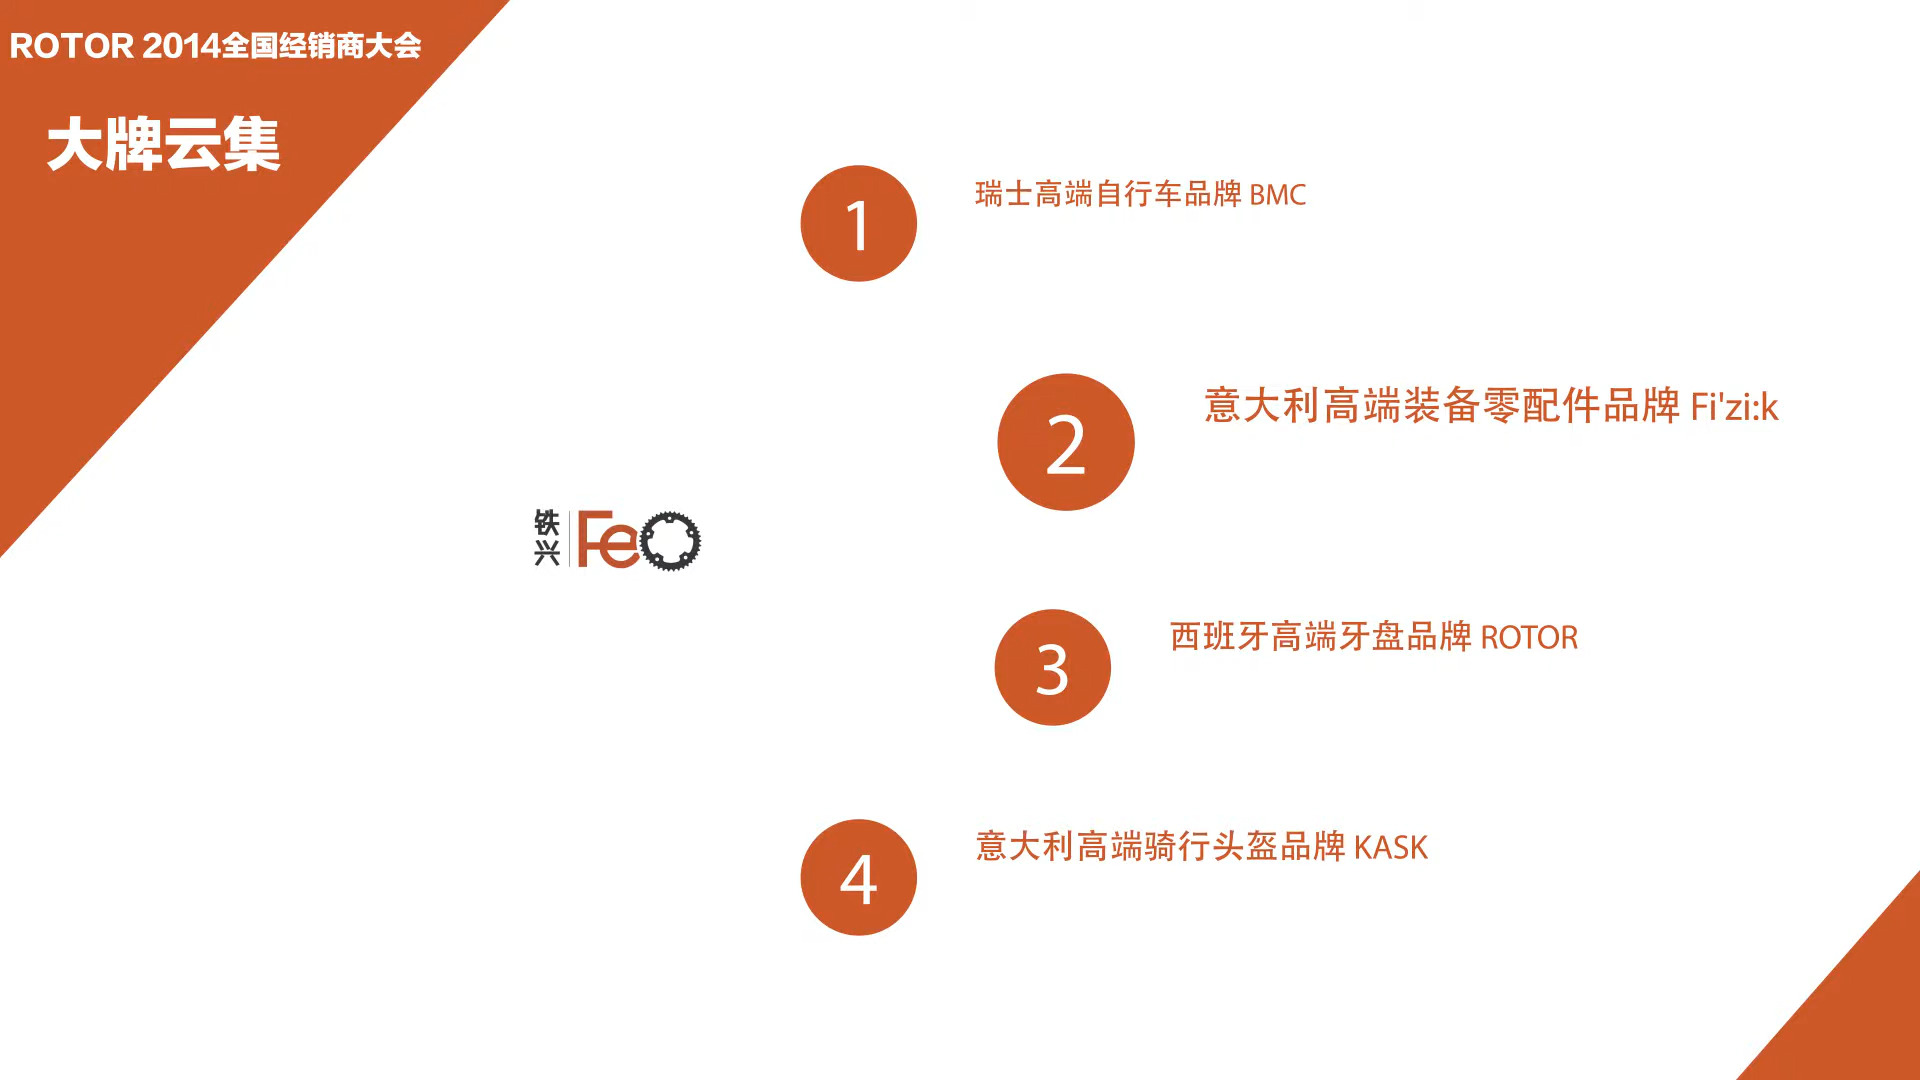 ROTOR 2014全国经销商大会
大牌云集
1
瑞士高端自行车品牌 BMC
2
意大利高端装备零配件品牌 Fi'zi:k
铁兴
FeO
3
西班牙高端牙盘品牌 ROTOR
4
意大利高端骑行头盔品牌 KASK